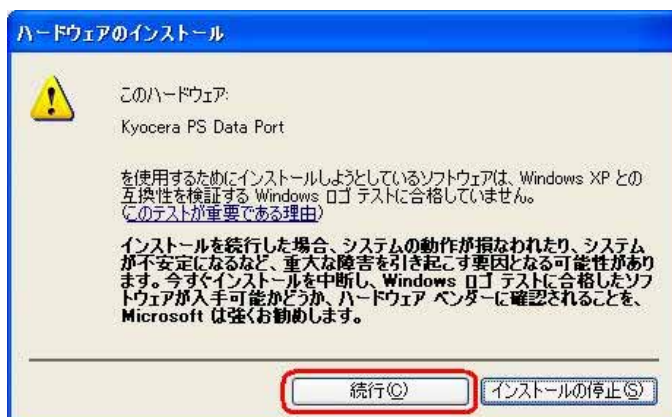 ハードウェアのインストール
このハードウェア:
Kyocera PS Data Port
を使用するためにインストールしようとしているソフトウェアは、Windows XP との
互換性を検証する Windows ロゴ テストに合格していません。
(このテストが重要である理由)
インストールを続行した場合、システムの動作が損なわれたり、システム
が不安定になるなど、重大な障害を引き起こす要因となる可能性があり
ます。今すぐインストールを中断し、Windows ロゴ テストに合格したソフ
トウェアが入手可能かどうか、ハードウェア ベンダーに確認されることを、
Microsoft は強くお勧めします。
続行(C)
インストールの停止(S)